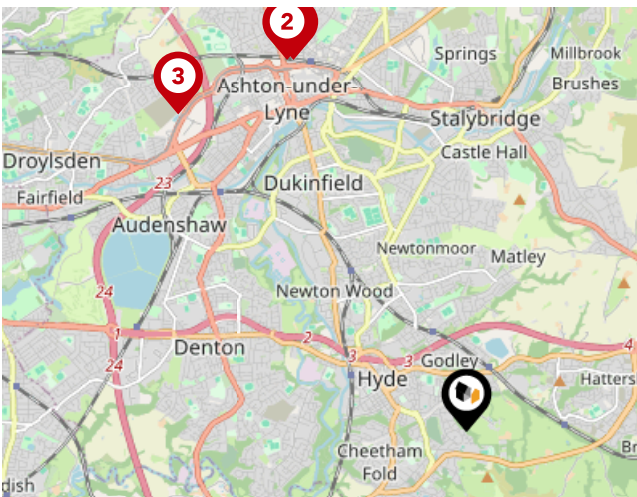 2
Springs
Millbrook
3
Ashton-under-
Lyne
Brushes
Stalybridge
Castle Hall
Droylsden
Fairfield
23
Dukinfield
Audenshaw
Newtonmoor
Matley
24
Newton Wood
1
2
Denton
3
3
4
24
Godley
Hyde
Hatters
Cheetham
Fold
Br
dish